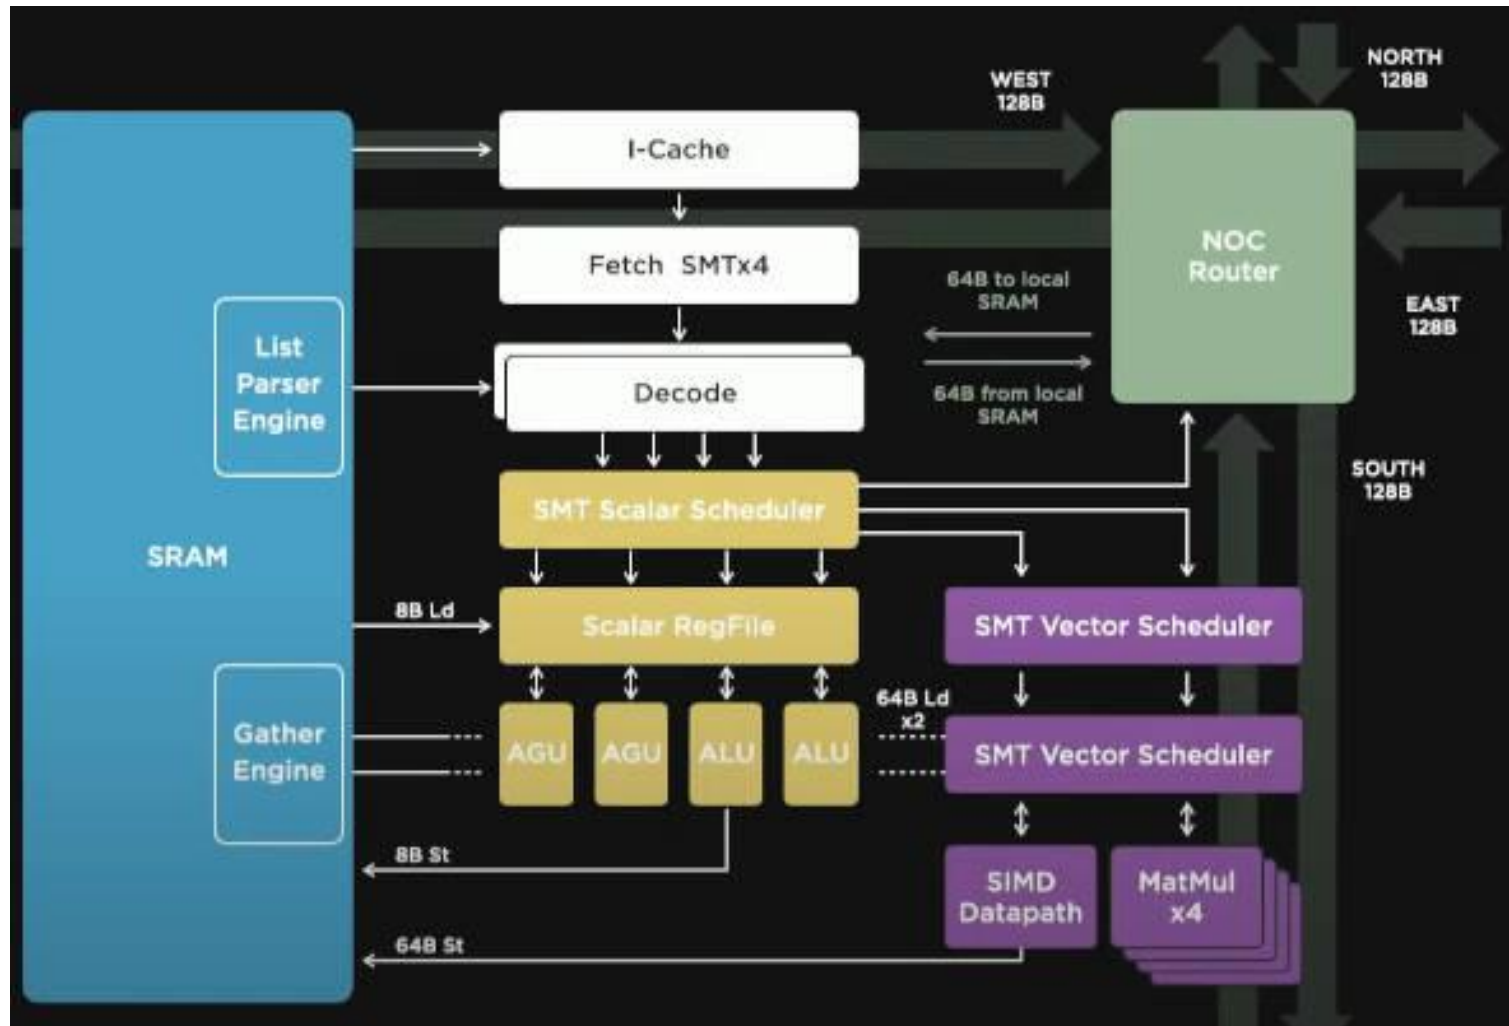 NORTH
128B
WEST
128B
I-Cache
NOC
Router
Fetch SMTx4
64B to local
SRAM
EAST
128B
List
Parser
Engine
Decode
64B from local
SRAM
SOUTH
128B
SMT Scalar Scheduler
SRAM
8B Ld
Scalar RegFile
SMT Vector Scheduler
64B Ld
x2
Gather
Engine
AGU
AGU
ALU
ALU
SMT Vector Scheduler
8B St
SIMD
Datapath
MatMul
x4
64B St